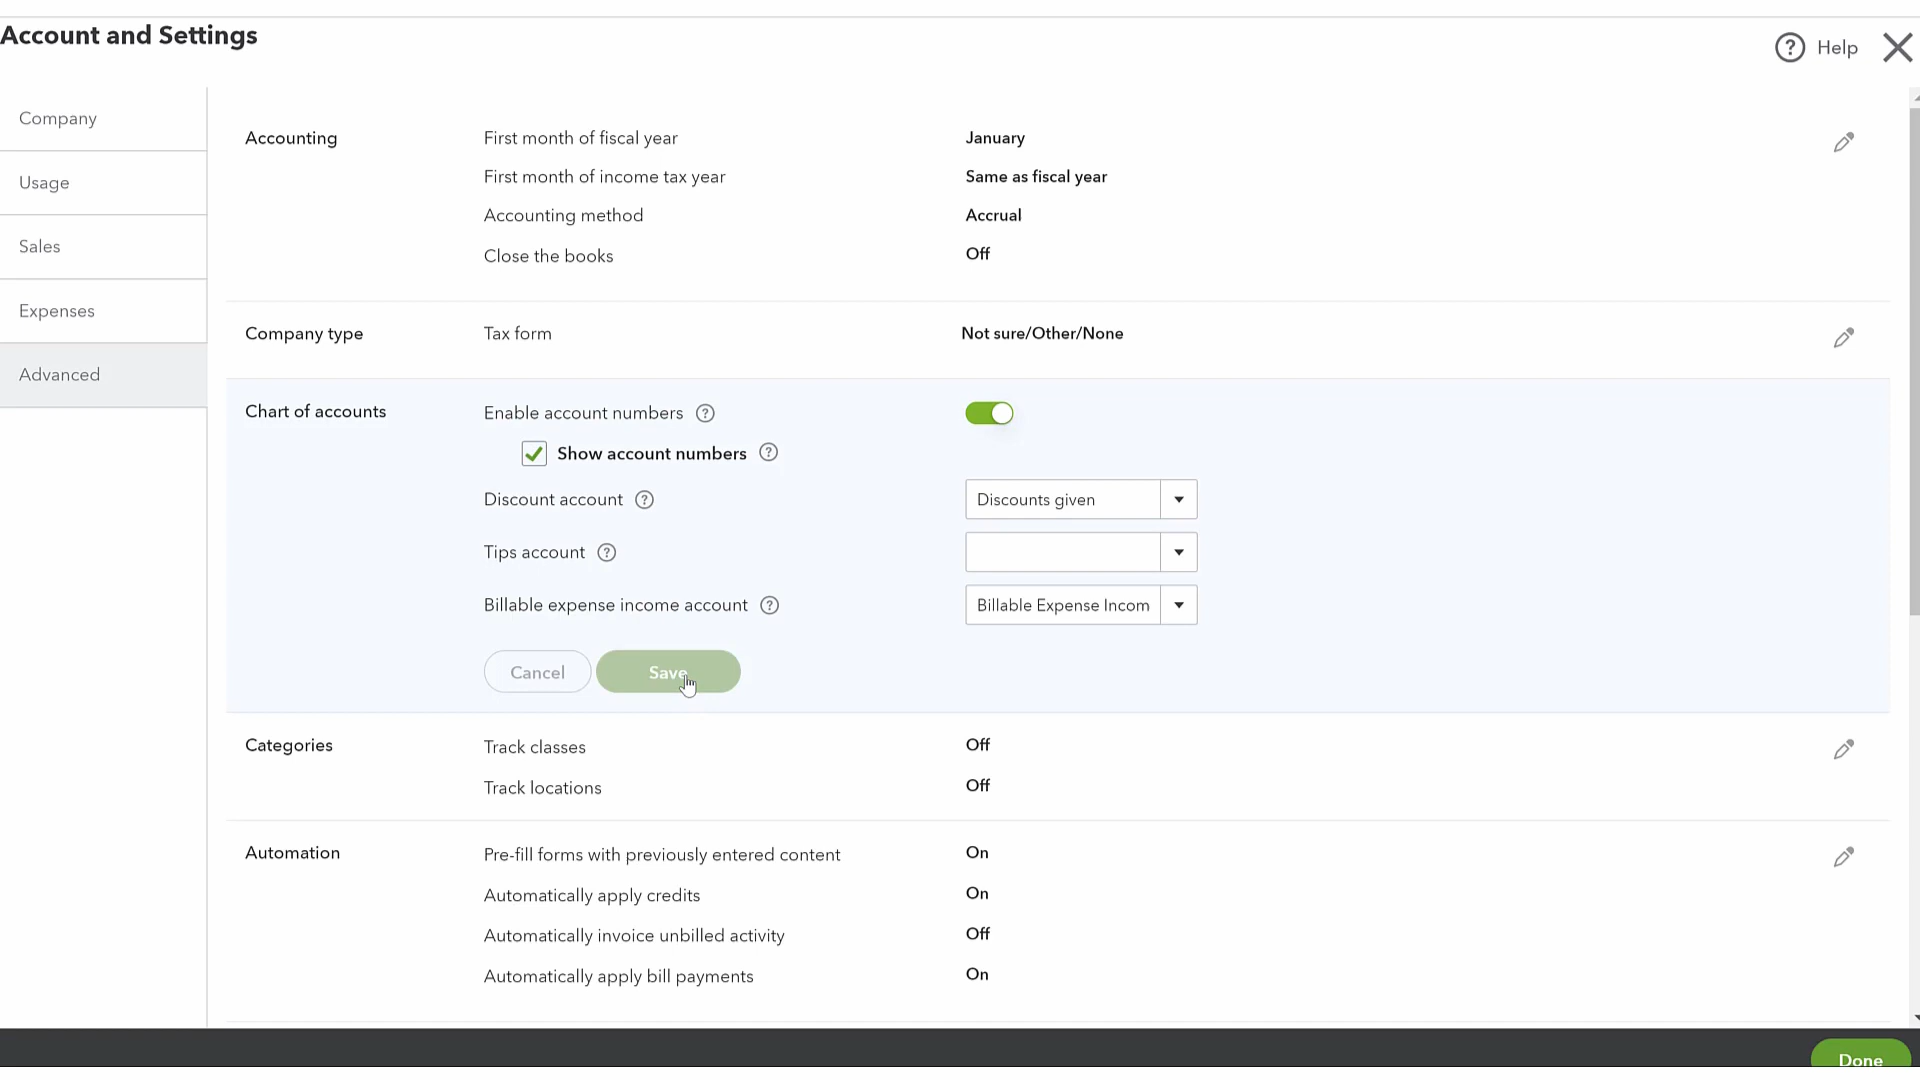 Account and Settings
? Help
Company
Usage
Sales
Expenses
Advanced
Accounting
First month of fiscal year January
First month of income tax year Same as fiscal year
Accounting method Accrual
Close the books Off
Company type Tax form Not sure/Other/None
Chart of accounts Enable account numbers ?
Show account numbers ?
Discount account ? Discounts given
Tips account ?
Billable expense income account ? Billable Expense Incom
Cancel Save
Categories Track classes Off
Track locations Off
Automation Pre-fill forms with previously entered content On
Automatically apply credits On
Automatically invoice unbilled activity Off
Automatically apply bill payments On
Done